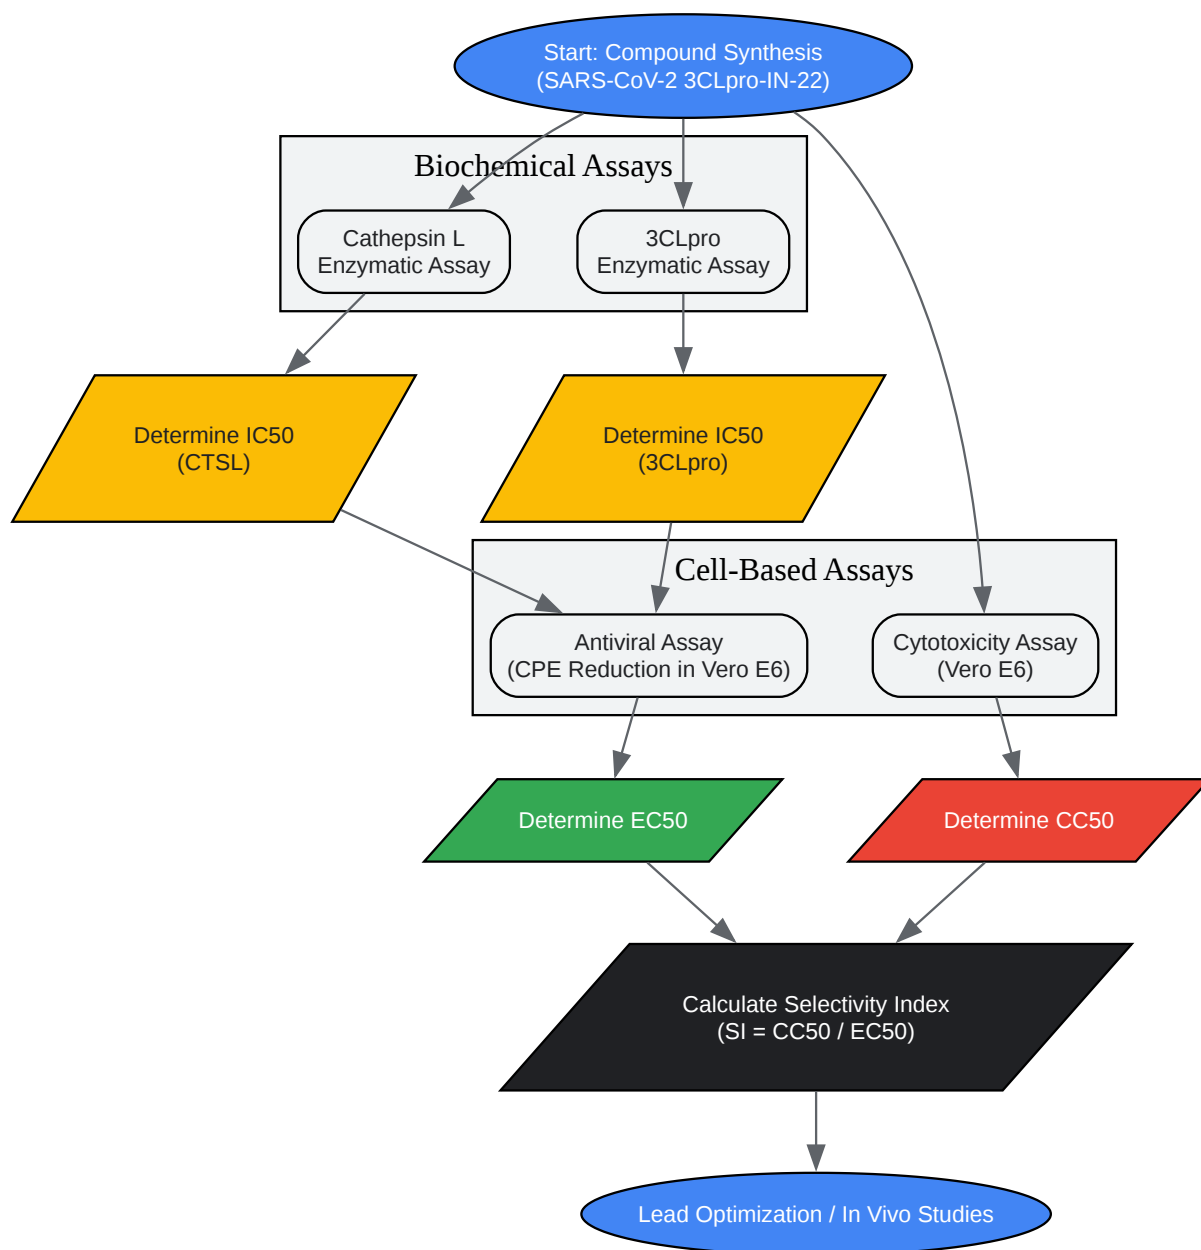 Start: Compound Synthesis
(SARS-CoV-2 3CLpro-IN-22)
Biochemical Assays
Cathepsin L
Enzymatic Assay
3CLpro
Enzymatic Assay
Determine IC50
(CTSL)
Determine IC50
(3CLpro)
Cell-Based Assays
Antiviral Assay
(CPE Reduction in Vero E6)
Cytotoxicity Assay
(Vero E6)
Determine EC50
Determine CC50
Calculate Selectivity Index
(SI = CC50 / EC50)
Lead Optimization / In Vivo Studies